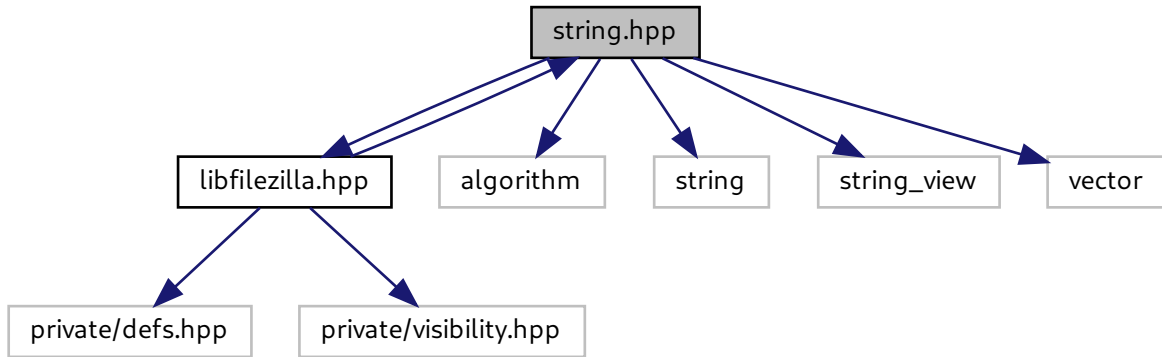 string.hpp
libfilezilla.hpp
algorithm
string
string_view
vector
private/defs.hpp
private/visibility.hpp